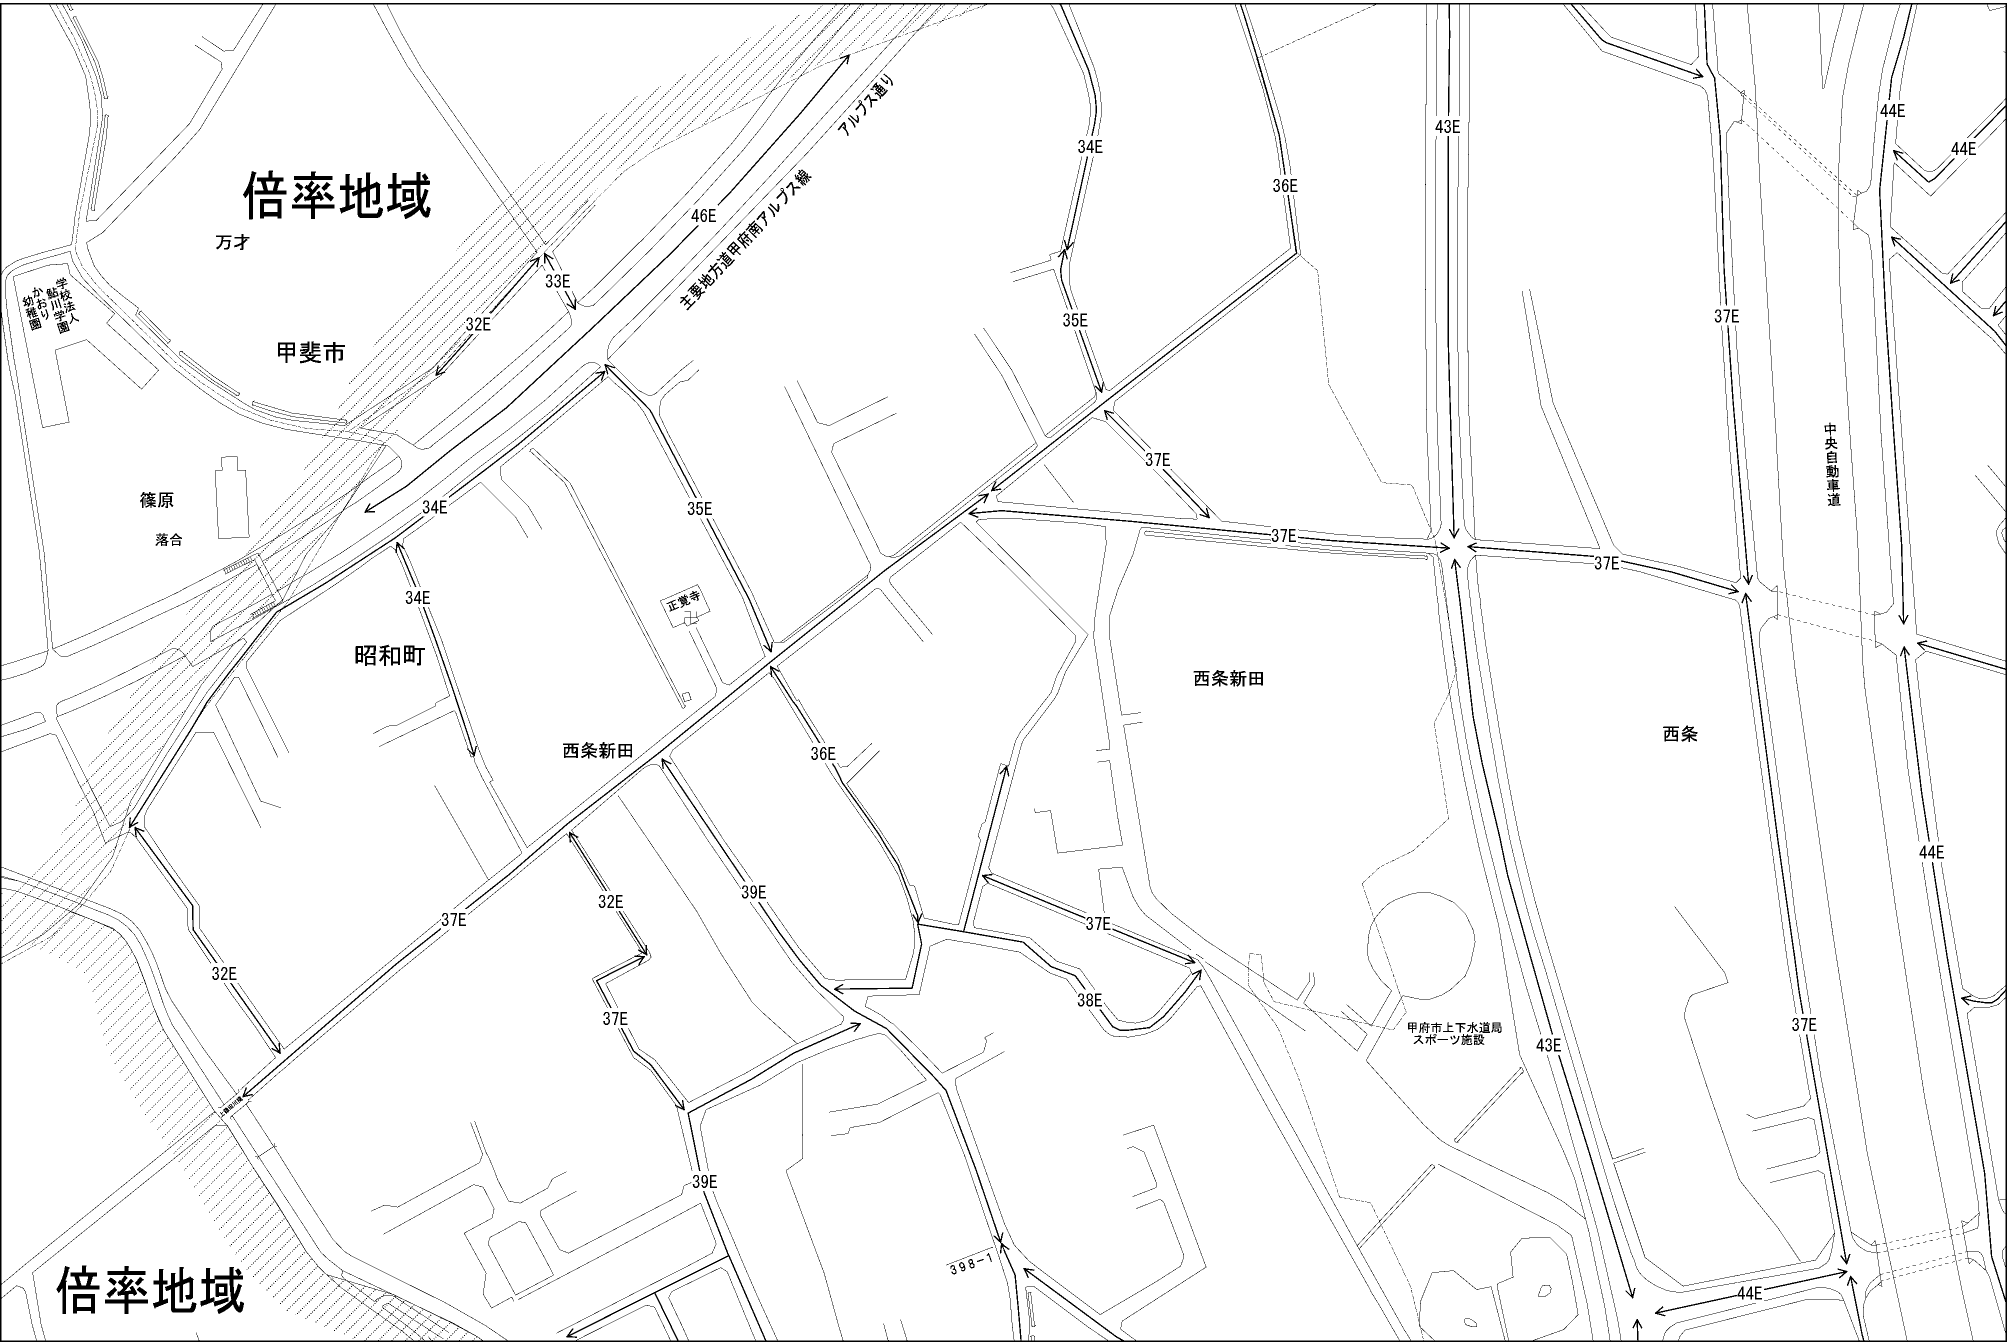 43E
44E
34E
44E
アルプス通り
36E
倍率地域
46E
万才
主要地方道甲府南アルプス線
33E
学校法人
鮎川学園
かおり
幼稚園
32E
35E
37E
甲斐市
中央自動車道
37E
篠原
34E
35E
落合
37E
37E
34E
正覚寺
昭和町
西条新田
西条
西条新田
36E
44E
39E
32E
37E
37E
32E
38E
37E
37E
甲府市上下水道局
スポーツ施設
43E
39E
398-1
倍率地域
44E